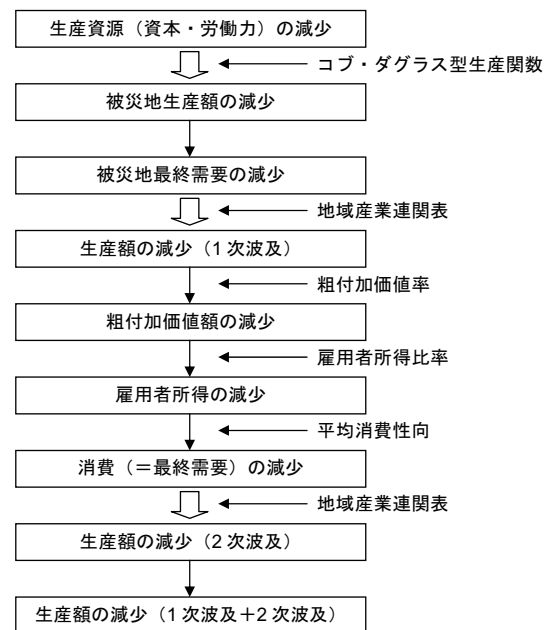 生産資源（資本・労働力）の減少
コブ・ダグラス型生産関数
被災地生産額の減少
被災地最終需要の減少
地域産業連関表
生産額の減少（1次波及）
粗付加価値率
粗付加価値額の減少
雇用者所得比率
雇用者所得の減少
平均消費性向
消費（＝最終需要）の減少
地域産業連関表
生産額の減少（2次波及）
生産額の減少（1次波及＋2次波及）